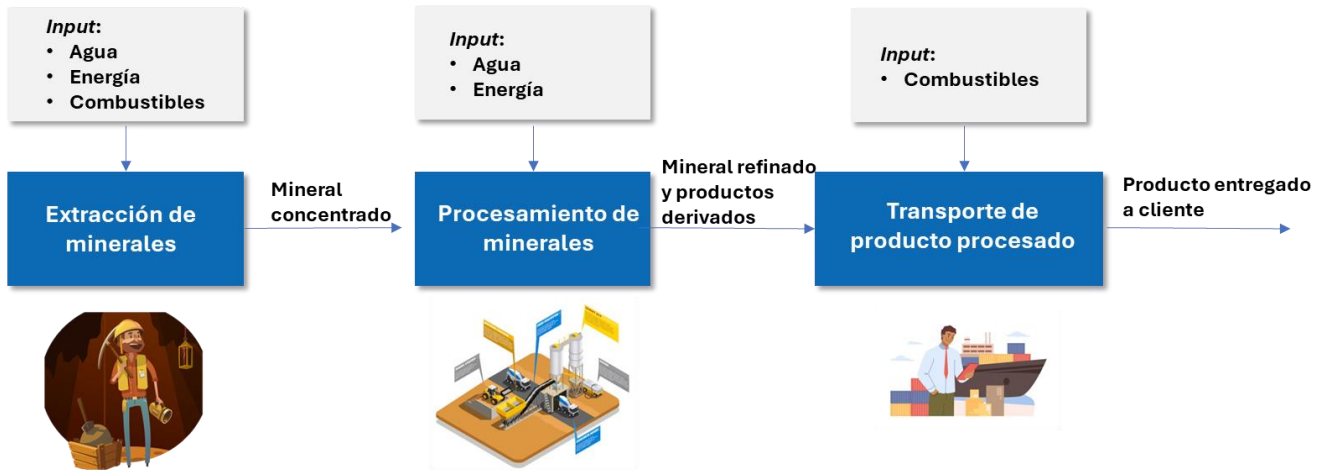 Input:
• Agua
• Energía
• Combustibles
Input:
• Agua
• Energía
Input:
• Combustibles
Extracción de
minerales
Mineral
concentrado
Procesamiento de
minerales
Mineral refinado
y productos
derivados
Transporte de
producto procesado
Producto entregado
a cliente